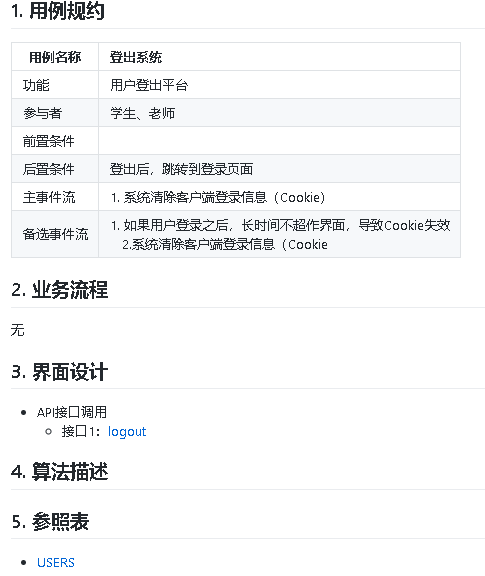 1. 用例规约
用例名称 登出系统
功能 用户登出平台
参与者 学生、老师
前置条件
后置条件 登出后，跳转到登录页面
主事件流 1. 系统清除客户端登录信息（Cookie）
备选事件流 1. 如果用户登录之后，长时间不超作界面，导致Cookie失效
2.系统清除客户端登录信息（Cookie
2. 业务流程
无
3. 界面设计
API接口调用
接口1：logout
4. 算法描述
5. 参照表
USERS